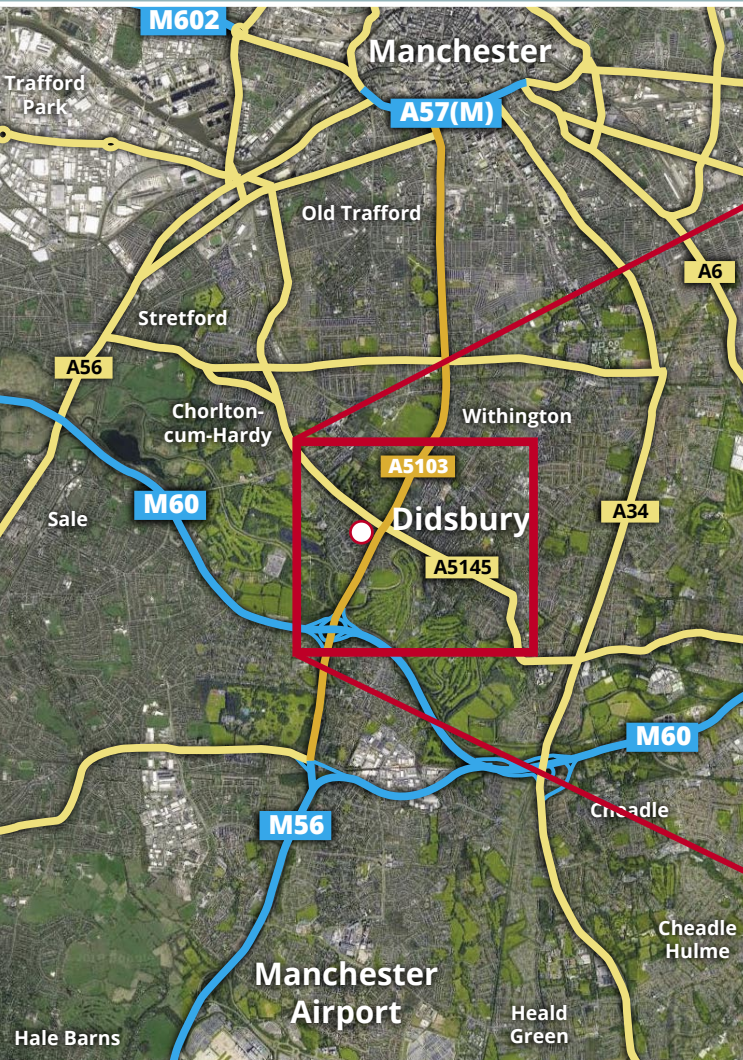 M602
Manchester
Trafford
Park
A57(M)
Old Trafford
A6
Stretford
A56
Chorlton-
cum-Hardy
Withington
A5103
M60
Sale
Didsbury
A34
A5145
M60
Cheadle
M56
Cheadle
Hulme
Manchester
Airport
Heald
Green
Hale Barns